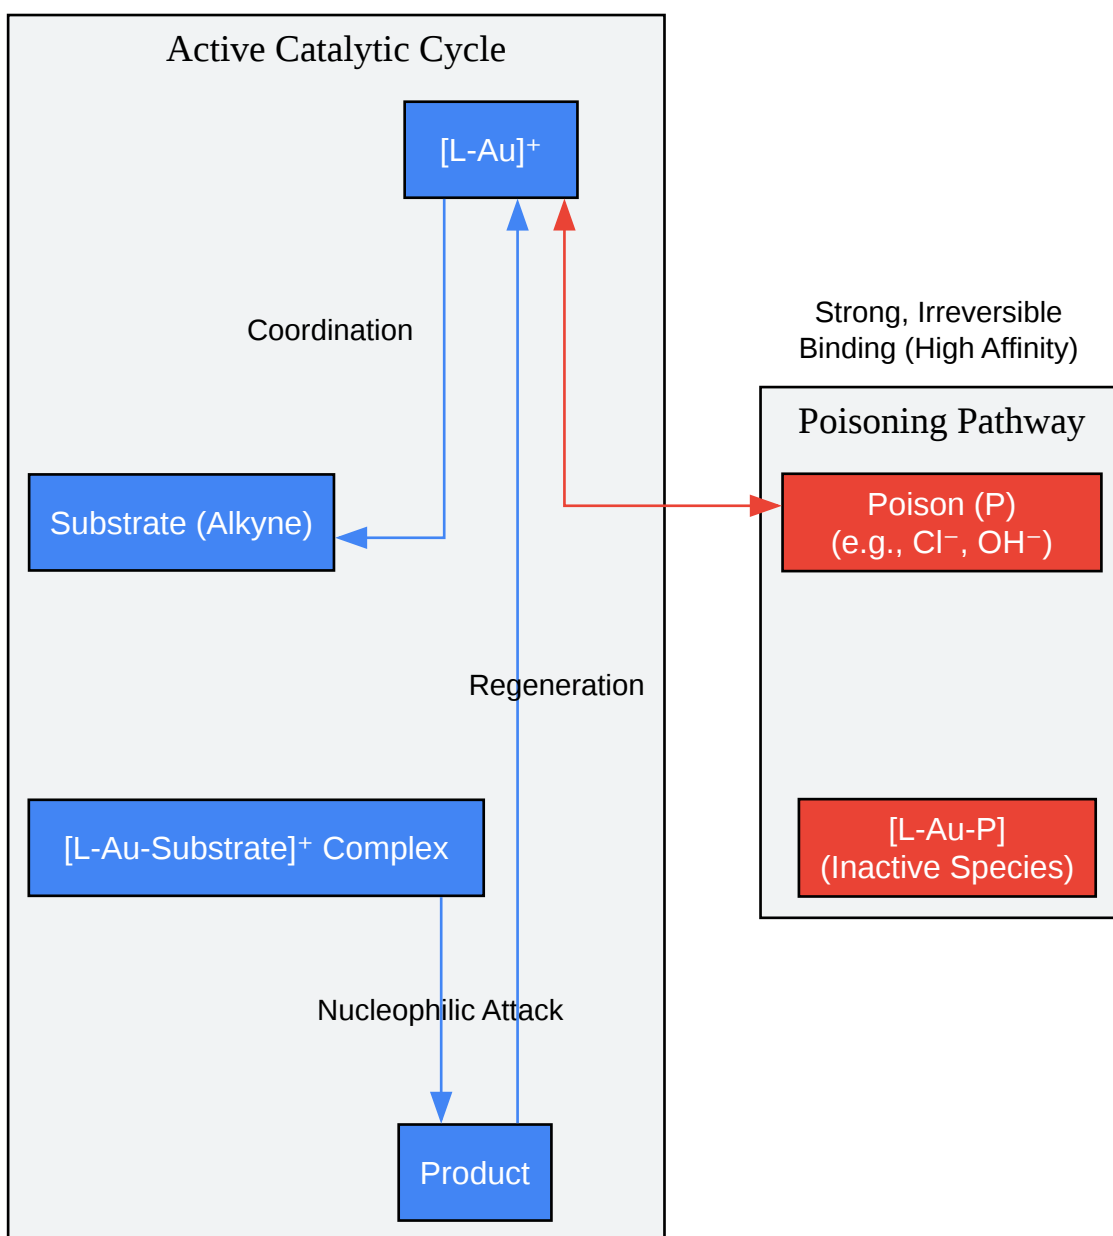 Active Catalytic Cycle
[L-Au]⁺
Coordination
Substrate (Alkyne)
Regeneration
[L-Au-Substrate]⁺ Complex
Nucleophilic Attack
Product
Strong, Irreversible
Binding (High Affinity)
Poisoning Pathway
Poison (P)
(e.g., Cl⁻, OH⁻)
[L-Au-P]
(Inactive Species)